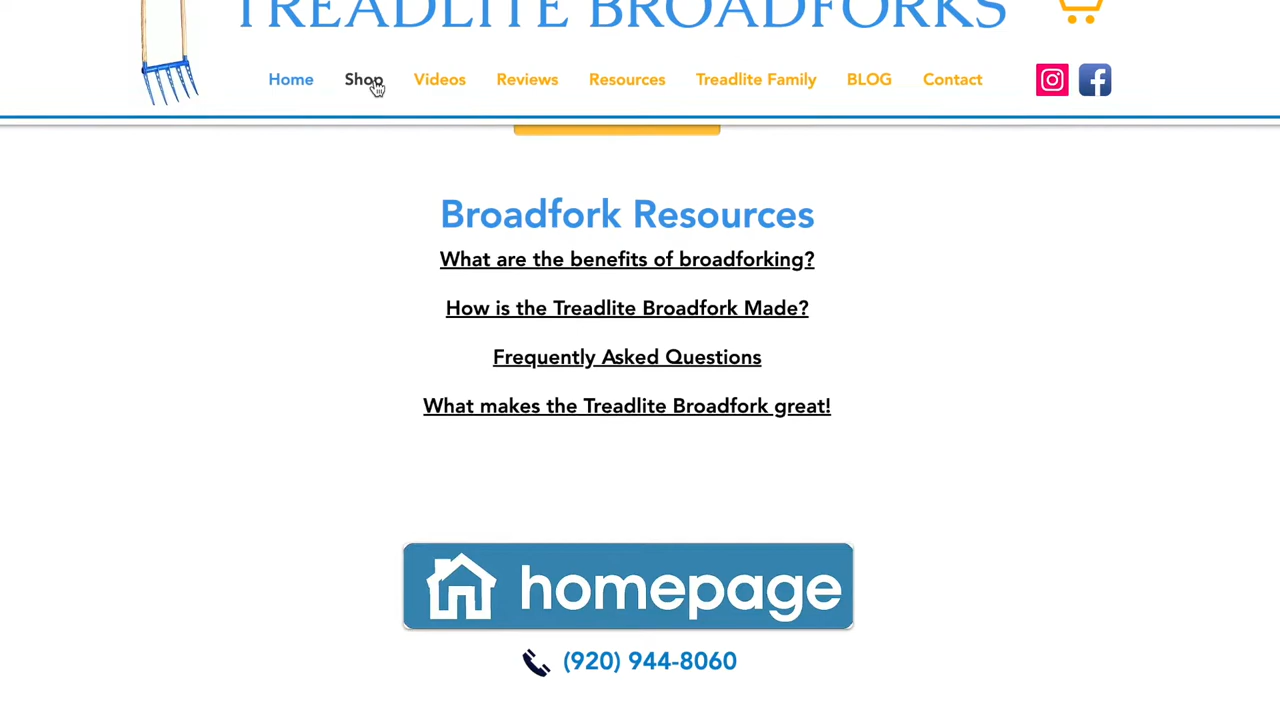 TREADLITE BROADFORKS
Home Shop Videos Reviews Resources Treadlite Family BLOG Contact
Broadfork Resources
What are the benefits of broadforking?
How is the Treadlite Broadfork Made?
Frequently Asked Questions
What makes the Treadlite Broadfork great!
homepage
(920) 944-8060